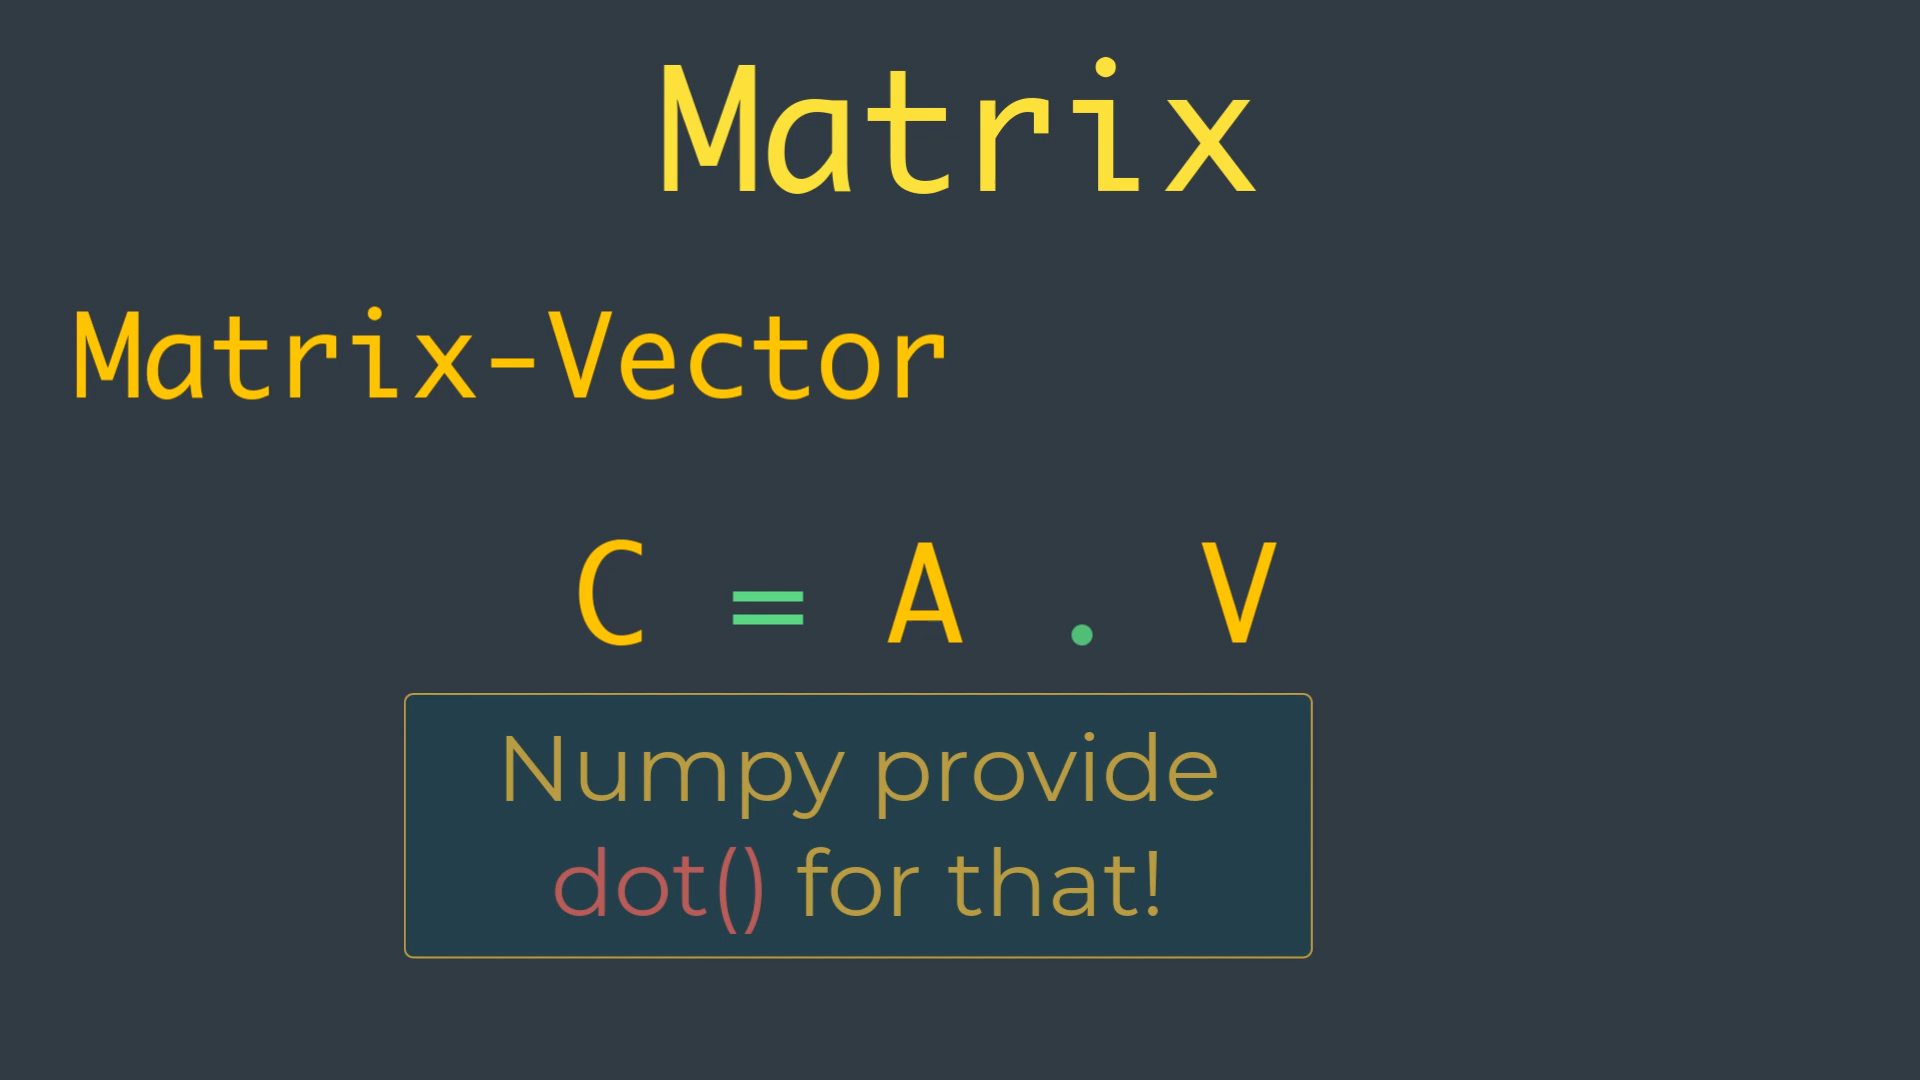 Matrix
Matrix-Vector
C = A . V
Numpy provide
dot() for that!